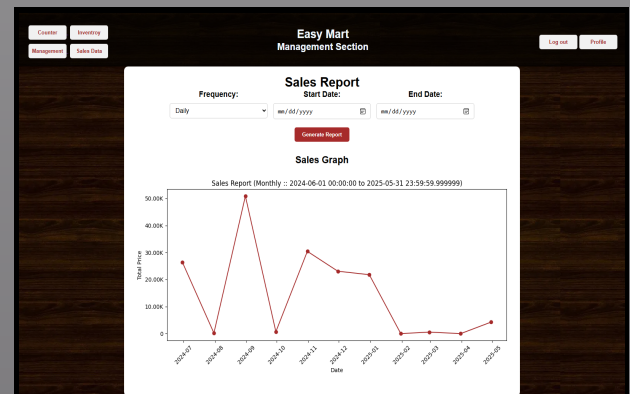 Counter
Inventroy
Management
Sales Data
Easy Mart
Management Section
Log out
Profile
Sales Report
Frequency:
Start Date:
End Date:
Daily
mm/dd/yyyy
mm/dd/yyyy
Generate Report
Sales Graph
Sales Report (Monthly :: 2024-06-01 00:00:00 to 2025-05-31 23:59:59.999999)
Total Price
50.00K
40.00K
30.00K
20.00K
10.00K
0
2024-07
2024-08
2024-09
2024-10
2024-11
2024-12
2025-01
2025-02
2025-03
2025-04
2025-05
Date